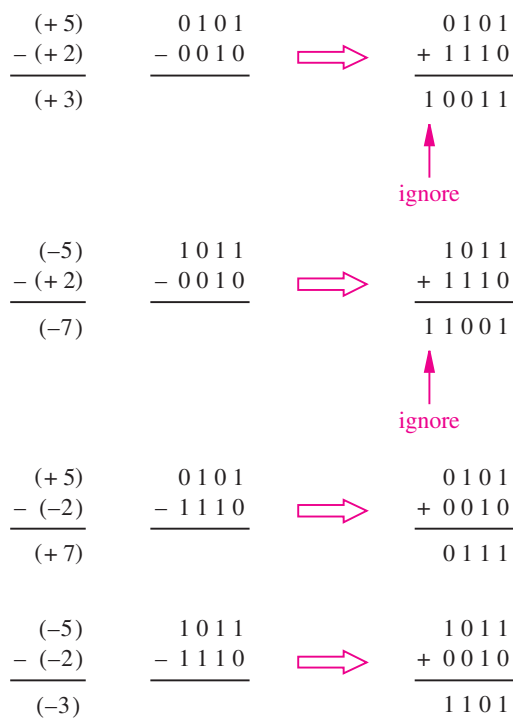 (+ 5) 0 1 0 1 0 1 0 1
– (+ 2) – 0 0 1 0 + 1 1 1 0
(+ 3) 1 0 0 1 1
ignore
(–5) 1 0 1 1 1 0 1 1
– (+ 2) – 0 0 1 0 + 1 1 1 0
(–7) 1 1 0 0 1
ignore
(+ 5) 0 1 0 1 0 1 0 1
– (–2) – 1 1 1 0 + 0 0 1 0
(+ 7) 0 1 1 1
(–5) 1 0 1 1 1 0 1 1
– (–2) – 1 1 1 0 + 0 0 1 0
(–3) 1 1 0 1